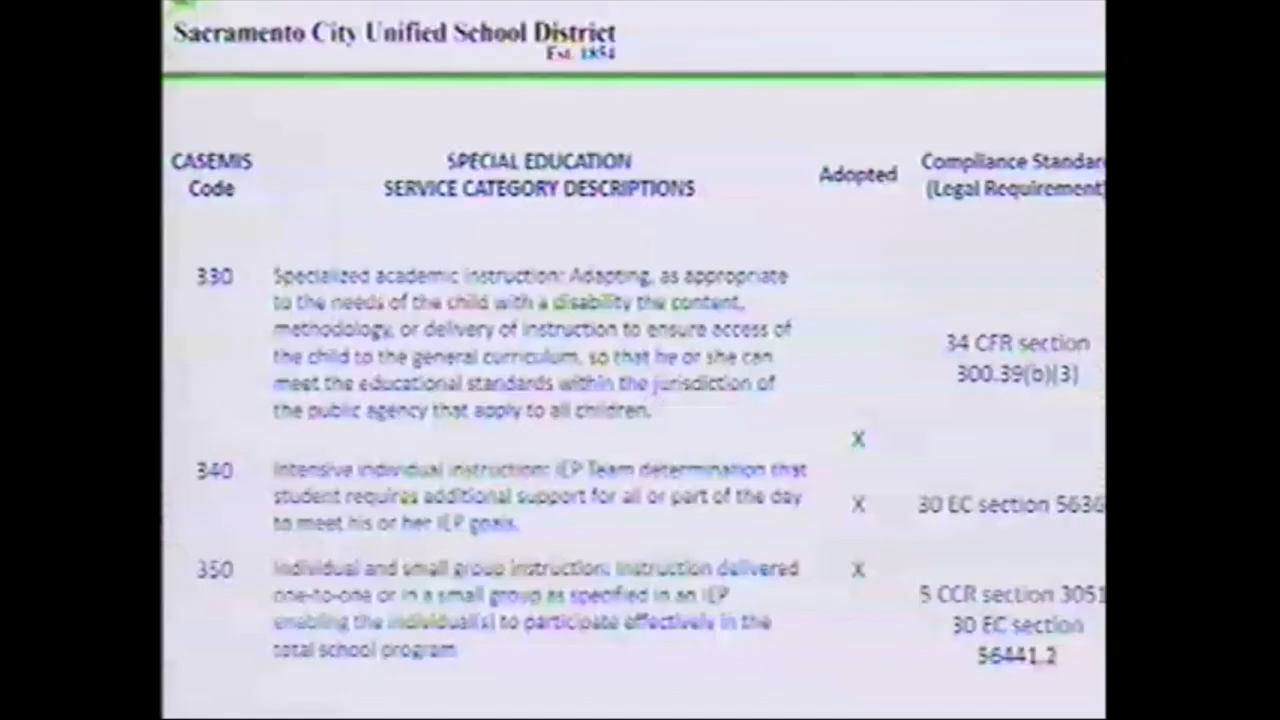 Sacramento City Unified School District
Est. 1854
CASEMIS
Code
SPECIAL EDUCATION
SERVICE CATEGORY DESCRIPTIONS
Adopted
Compliance Standar
(Legal Requirement)
330
Specialized academic instruction: Adapting, as appropriate
to the needs of the child with a disability the content,
methodology, or delivery of instruction to ensure access of
the child to the general curriculum, so that he or she can
meet the educational standards within the jurisdiction of
the public agency that apply to all children.
X
34 CFR section
300.39(b)(3)
340
Intensive individual instruction: IEP Team determination that
student requires additional support for all or part of the day
to meet his or her IEP goals.
X
30 EC section 5636
350
Individual and small group instruction: Instruction delivered
one-to-one or in a small group as specified in an IEP
enabling the individual(s) to participate effectively in the
total school program
X
5 CCR section 3051
30 EC section
56441.2